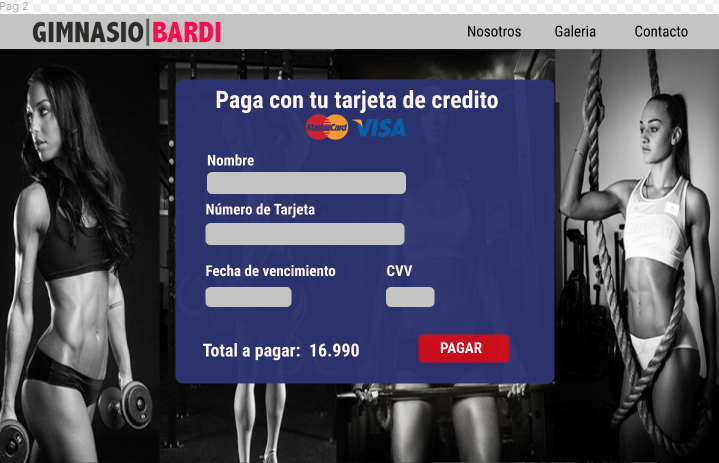 Pag 2
GIMNASIO|BARDI
Nosotros Galeria Contacto
Paga con tu tarjeta de credito
MasterCard VISA
Nombre
Número de Tarjeta
Fecha de vencimiento CVV
Total a pagar: 16.990 PAGAR